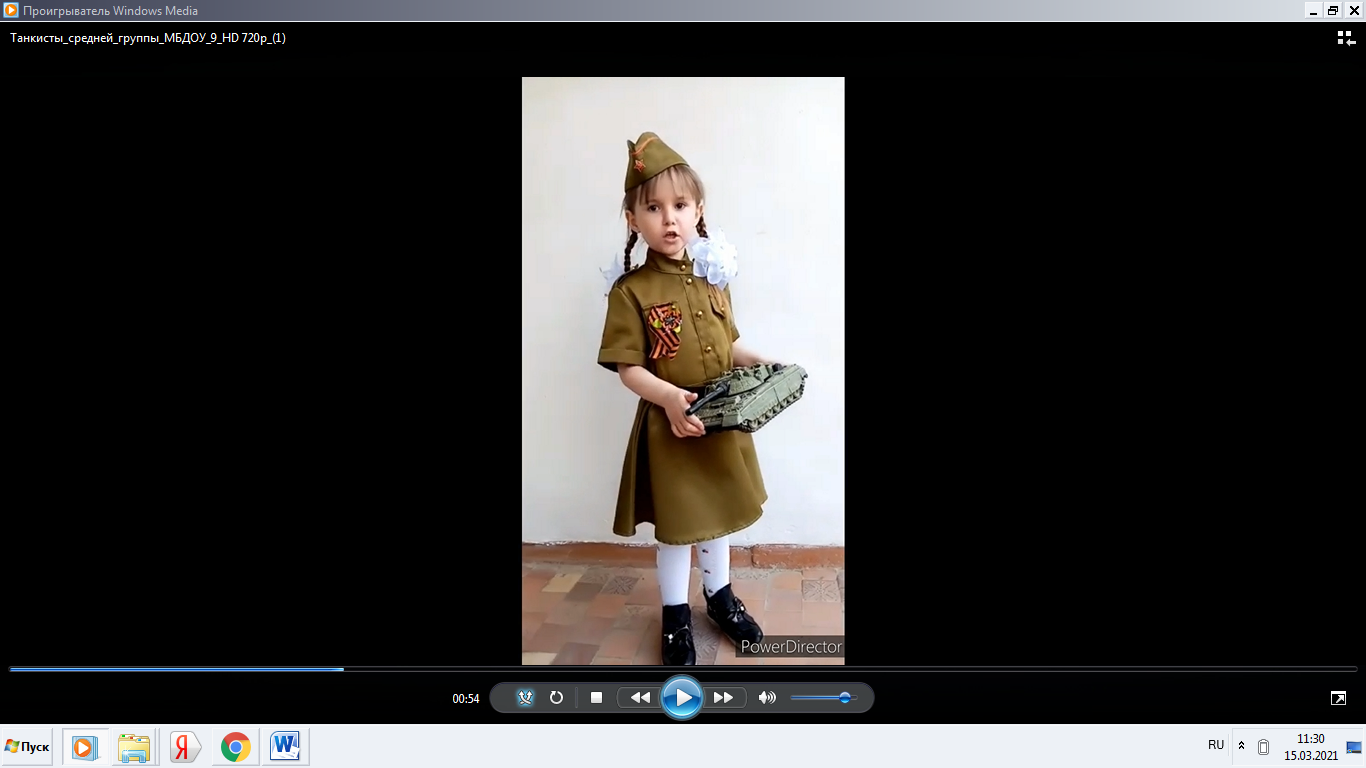 Проигрыватель Windows Media
Танкисты_средней_группы_МБДОУ_9_HD 720p_(1)
PowerDirector
00:54
Пуск
Я
W
RU
11:30
15.03.2021